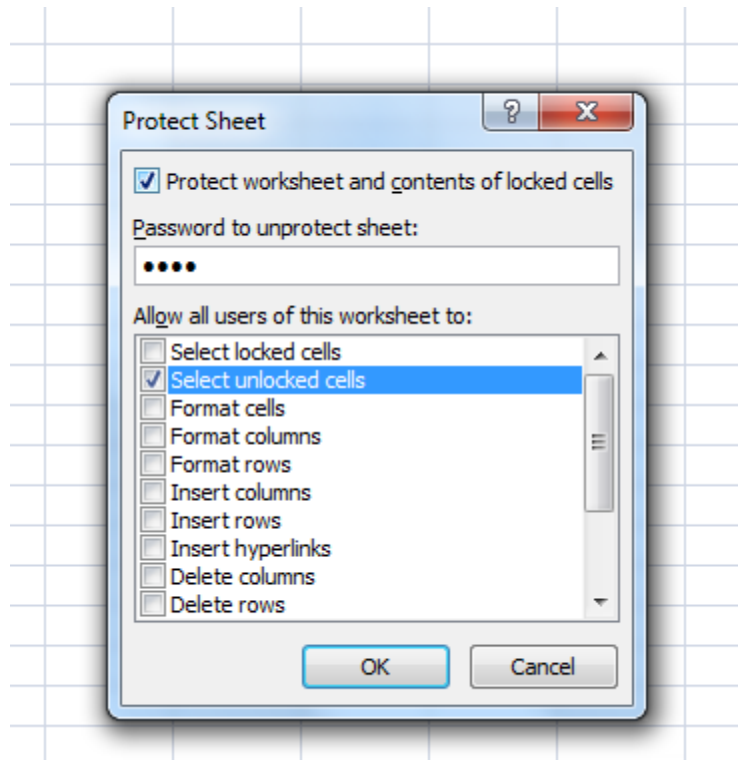 Protect Sheet
Protect worksheet and contents of locked cells
Password to unprotect sheet:
••••
Allow all users of this worksheet to:
Select locked cells
Select unlocked cells
Format cells
Format columns
Format rows
Insert columns
Insert rows
Insert hyperlinks
Delete columns
Delete rows
OK Cancel